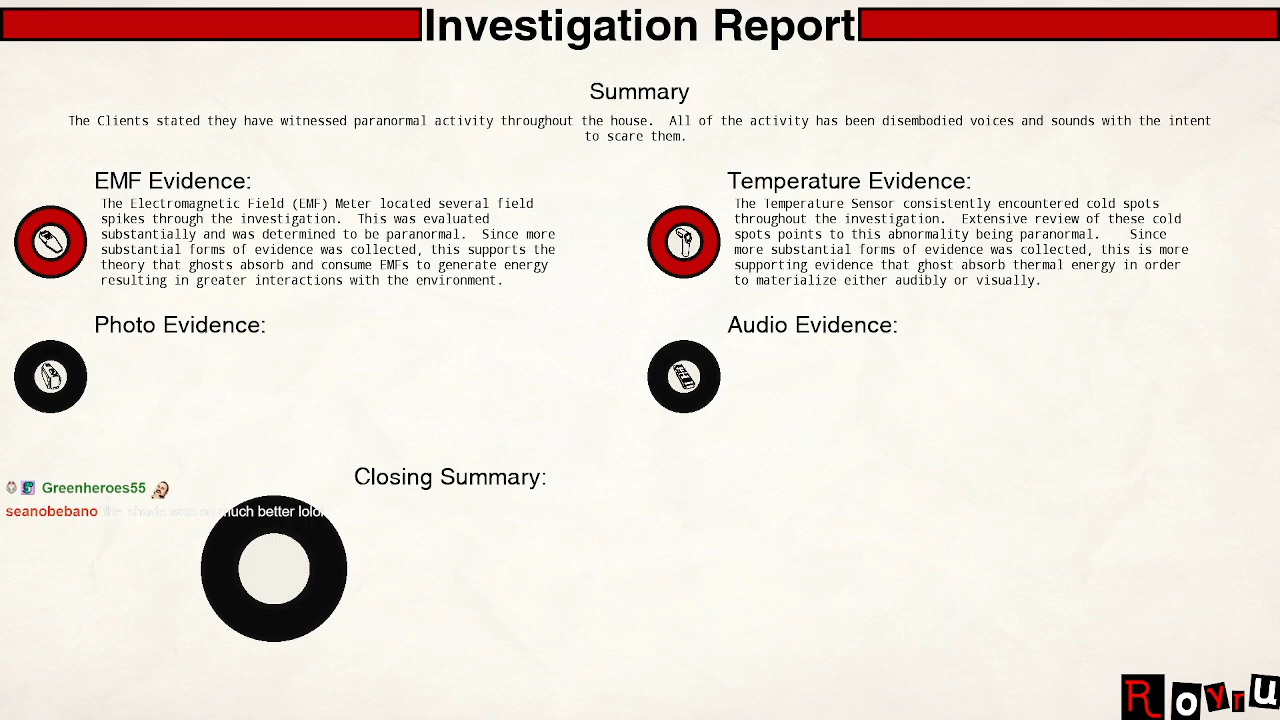 Investigation Report
Summary
The Clients stated they have witnessed paranormal activity throughout the house.  All of the activity has been disembodied voices and sounds with the intent
to scare them.
EMF Evidence:
The Electromagnetic Field (EMF) Meter located several field
spikes through the investigation.  This was evaluated
substantially and was determined to be paranormal.  Since more
substantial forms of evidence was collected, this supports the
theory that ghosts absorb and consume EMFs to generate energy
resulting in greater interactions with the environment.
Temperature Evidence:
The Temperature Sensor consistently encountered cold spots
throughout the investigation.  Extensive review of these cold
spots points to this abnormality being paranormal.    Since
more substantial forms of evidence was collected, this is more
supporting evidence that ghost absorb thermal energy in order
to materialize either audibly or visually.
Photo Evidence:
Audio Evidence:
Closing Summary:
Greenheroes55
seanobebano the shade was so much better lolol
Royru